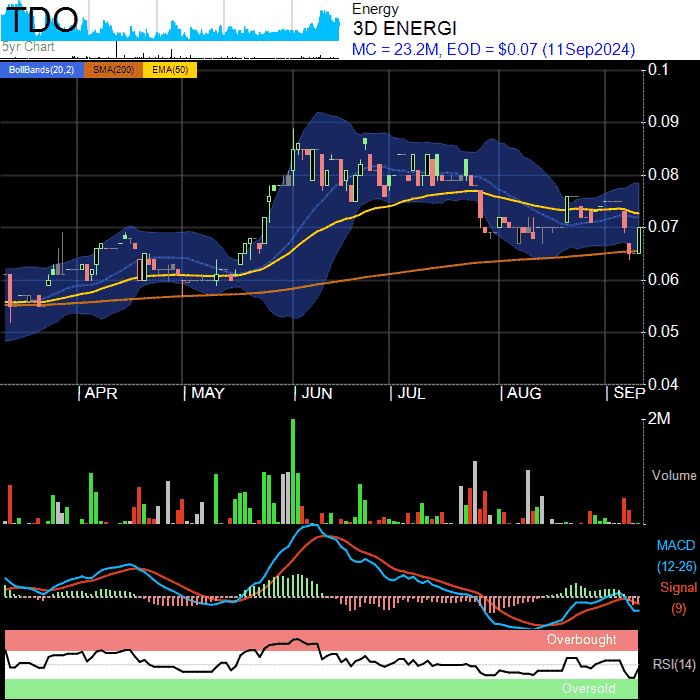 TDO
5yr Chart
Energy
3D ENERGI
MC = 23.2M, EOD = $0.07 (11Sep2024)
BollBands(20,2) SMA(200) EMA(50)
0.1
0.09
0.08
0.07
0.06
0.05
0.04
APR MAY JUN JUL AUG SEP
2M
Volume
MACD
(12-26)
Signal
(9)
Overbought
RSI(14)
Oversold